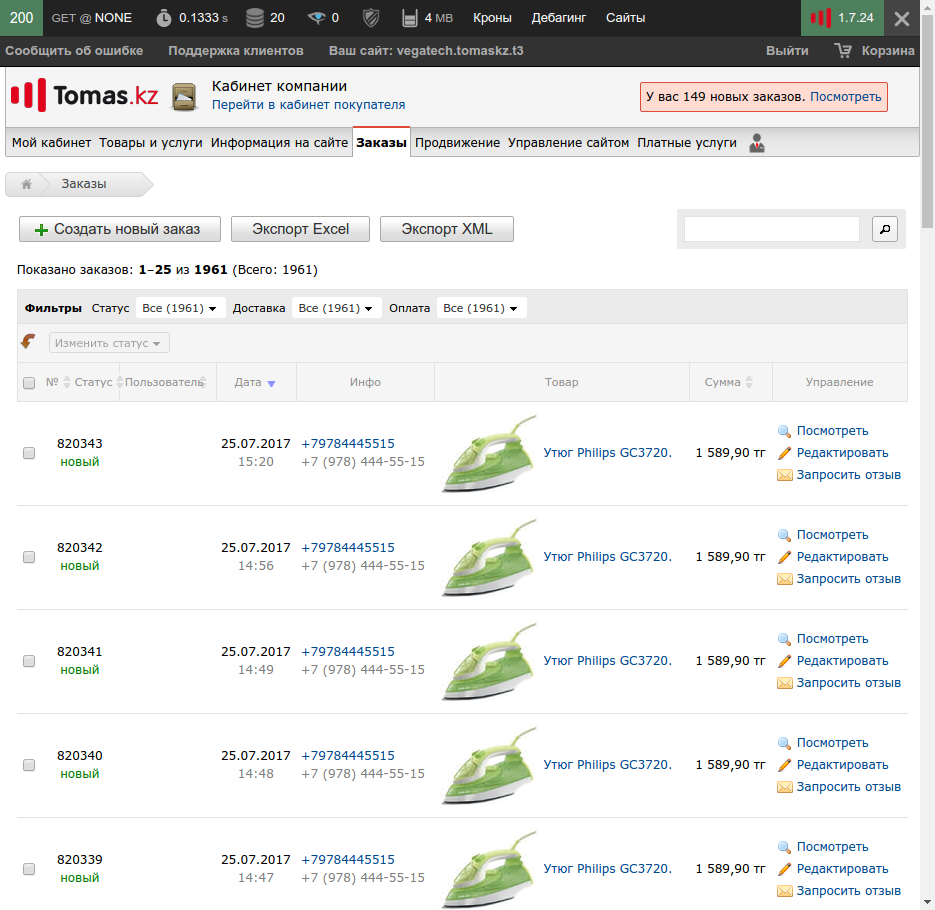 200 GET @ NONE 0.1333 s 20 0 4 MB Кроны Дебагинг Сайты 1.7.24
Сообщить об ошибке Поддержка клиентов Ваш сайт: vegatech.tomaskz.t3 Выйти Корзина
Tomas.kz
Кабинет компании
Перейти в кабинет покупателя
У вас 149 новых заказов. Посмотреть
Мой кабинет Товары и услуги Информация на сайте Заказы Продвижение Управление сайтом Платные услуги
Заказы
Создать новый заказ Экспорт Excel Экспорт XML
Показано заказов: 1–25 из 1961 (Всего: 1961)
Фильтры Статус Все (1961) Доставка Все (1961) Оплата Все (1961)
Изменить статус
№ Статус Пользователь Дата Инфо Товар Сумма Управление
Посмотреть
820343 25.07.2017 +79784445515
Утюг Philips GC3720. 1 589,90 тг Редактировать
новый 15:20 +7 (978) 444-55-15
Запросить отзыв
Посмотреть
820342 25.07.2017 +79784445515
Утюг Philips GC3720. 1 589,90 тг Редактировать
новый 14:56 +7 (978) 444-55-15
Запросить отзыв
Посмотреть
820341 25.07.2017 +79784445515
Утюг Philips GC3720. 1 589,90 тг Редактировать
новый 14:49 +7 (978) 444-55-15
Запросить отзыв
Посмотреть
820340 25.07.2017 +79784445515
Утюг Philips GC3720. 1 589,90 тг Редактировать
новый 14:48 +7 (978) 444-55-15
Запросить отзыв
Посмотреть
820339 25.07.2017 +79784445515
Утюг Philips GC3720. 1 589,90 тг Редактировать
новый 14:47 +7 (978) 444-55-15
Запросить отзыв